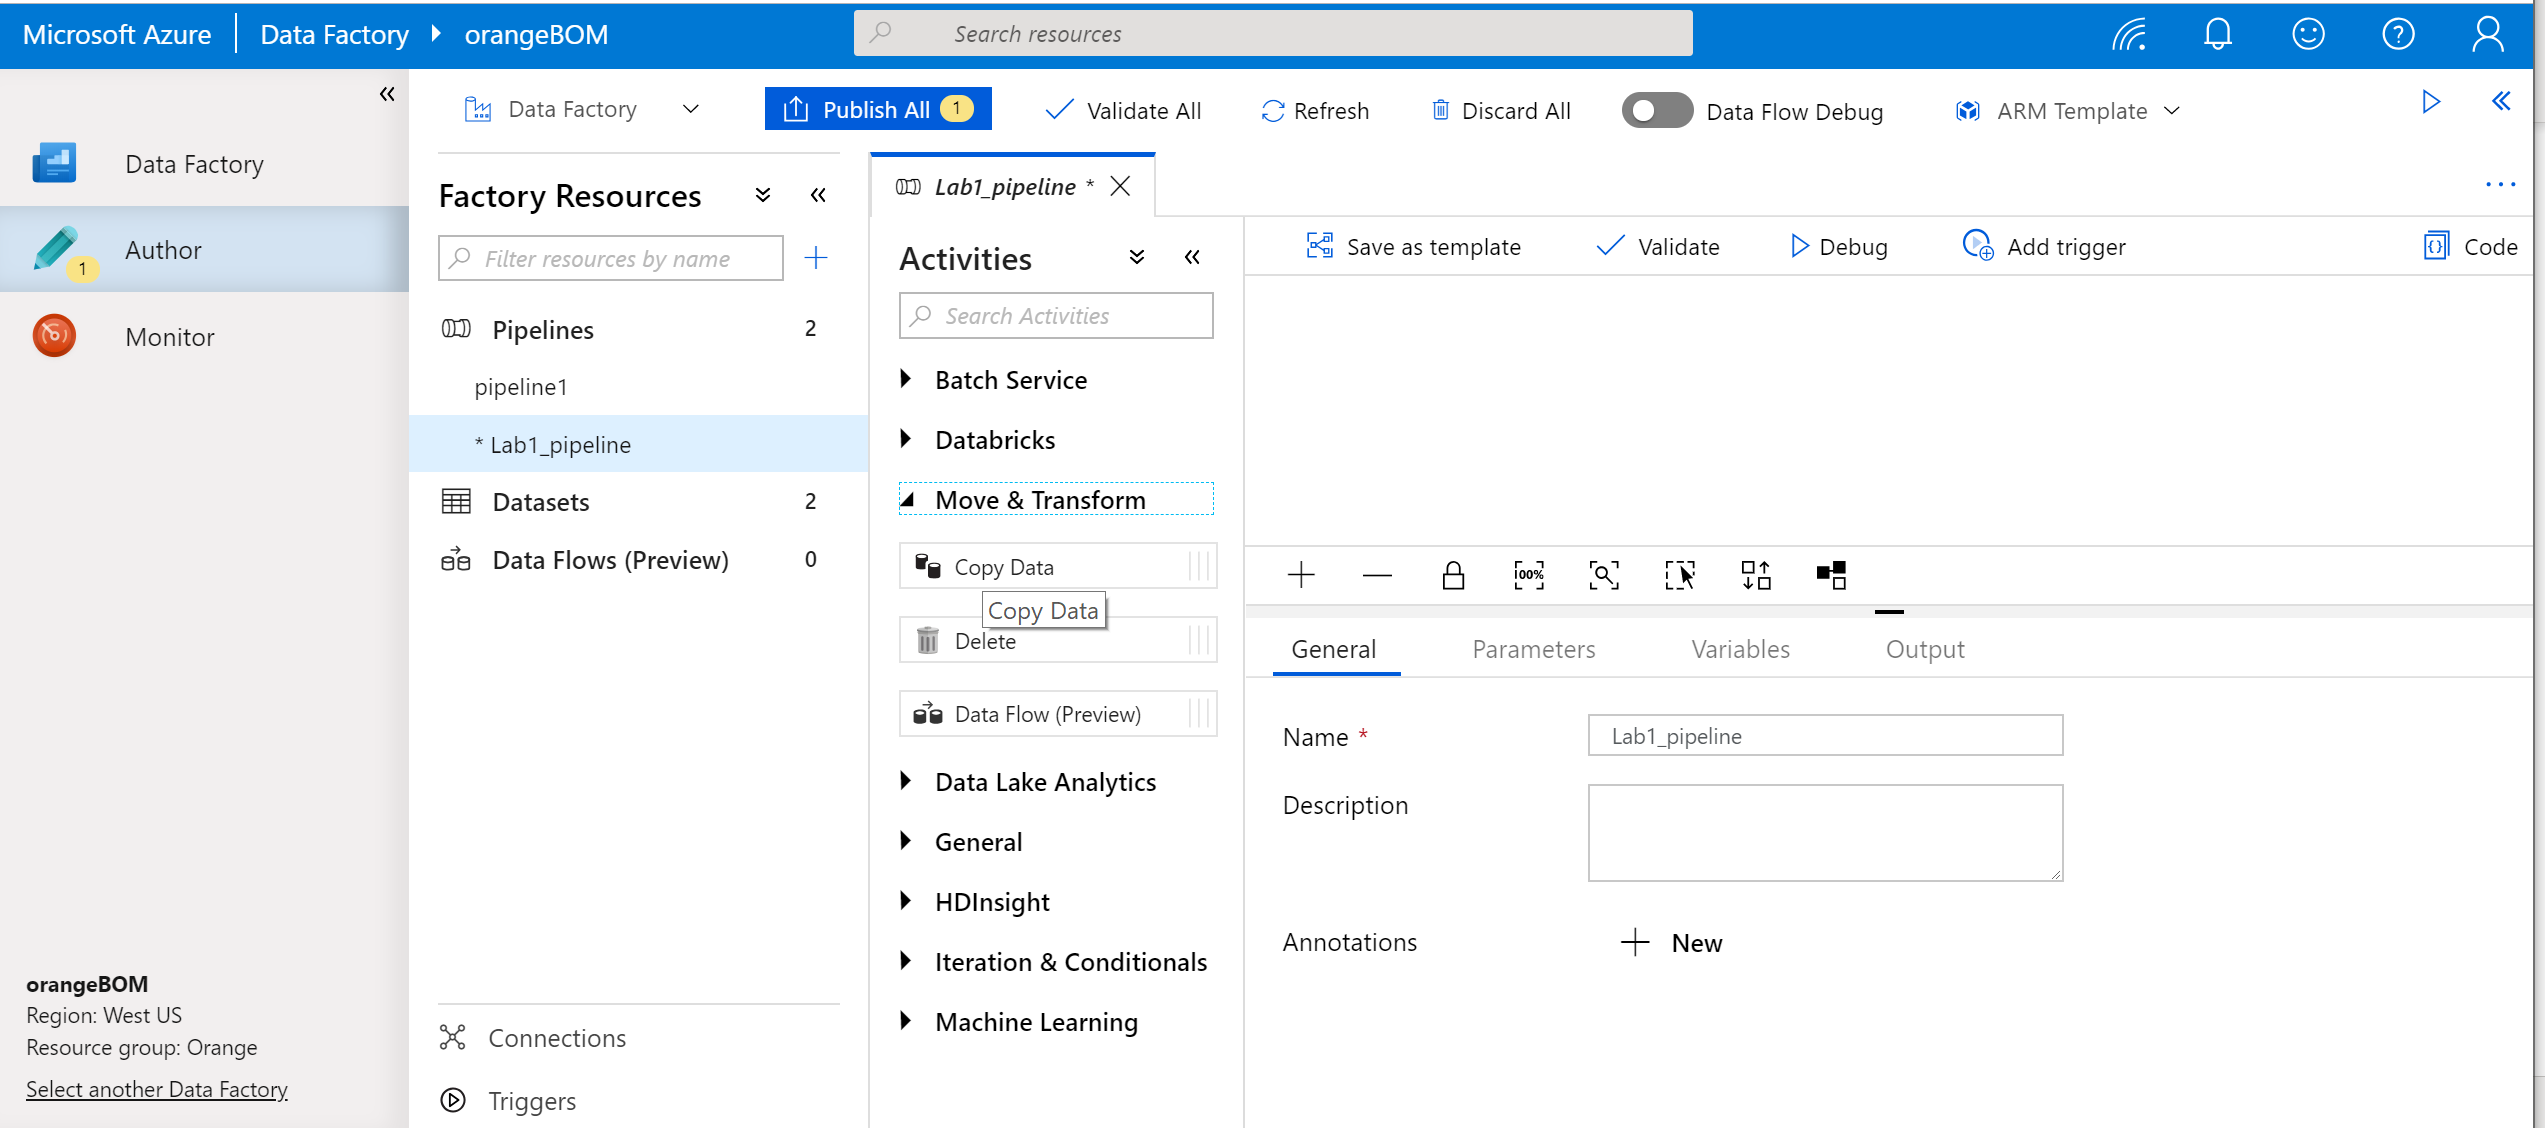 Microsoft Azure
Data Factory
orangeBOM
Search resources
Data Factory
Author
1
Monitor
orangeBOM
Region: West US
Resource group: Orange
Select another Data Factory
Data Factory
Publish All 1
Validate All
Refresh
Discard All
Data Flow Debug
ARM Template
Factory Resources
Filter resources by name
Pipelines 2
pipeline1
* Lab1_pipeline
Datasets 2
Data Flows (Preview) 0
Connections
Triggers
Lab1_pipeline *
Activities
Search Activities
Batch Service
Databricks
Move & Transform
Copy Data
Copy Data
Delete
Data Flow (Preview)
Data Lake Analytics
General
HDInsight
Iteration & Conditionals
Machine Learning
Save as template
Validate
Debug
Add trigger
{} Code
100%
General
Parameters
Variables
Output
Name *
Lab1_pipeline
Description
Annotations
New